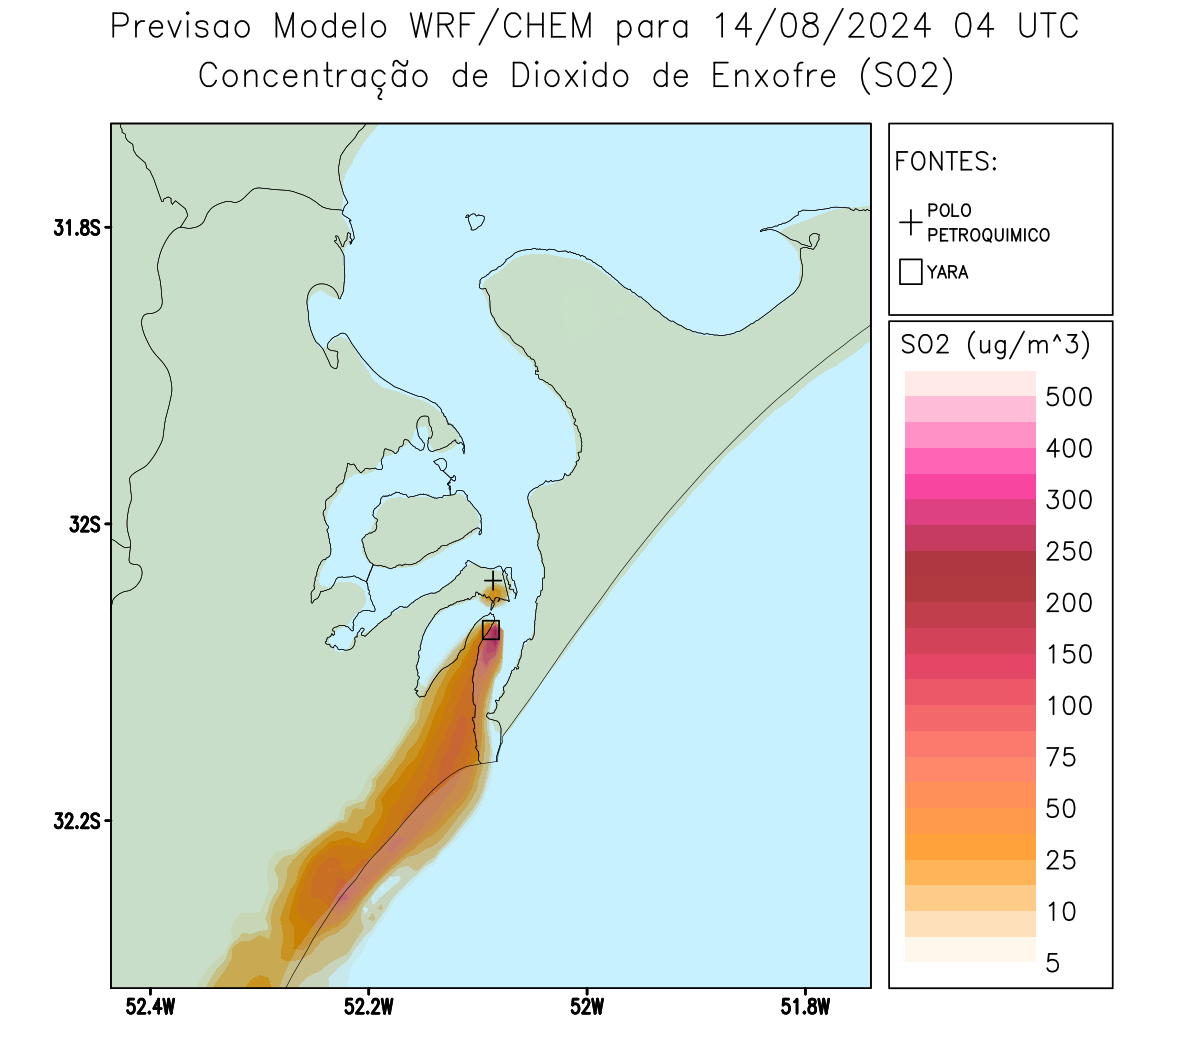 Previsao Modelo WRF/CHEM para 14/08/2024 04 UTC
Concentração de Dioxido de Enxofre (SO2)
FONTES:
POLO
PETROQUIMICO
YARA
SO2 (ug/m^3)
500
400
300
250
200
150
100
75
50
25
10
5
31.8S
32S
32.2S
52.4W
52.2W
52W
51.8W